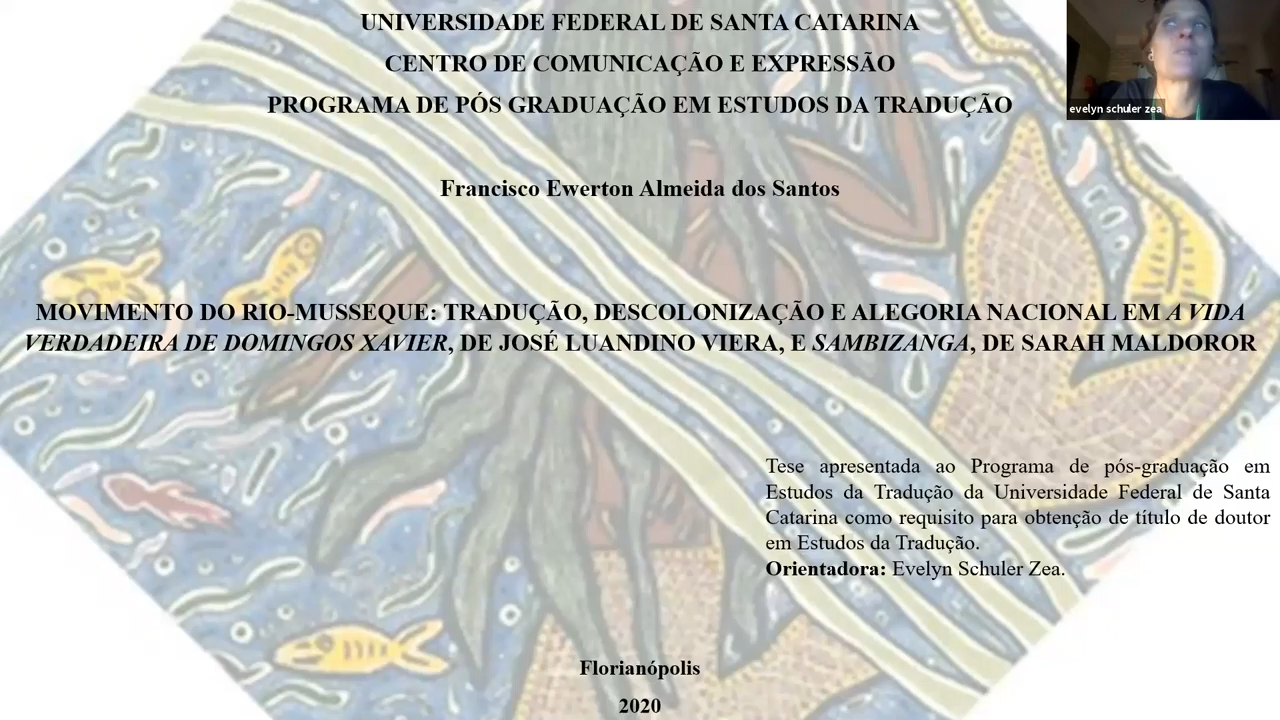 UNIVERSIDADE FEDERAL DE SANTA CATARINA
CENTRO DE COMUNICAÇÃO E EXPRESSÃO
PROGRAMA DE PÓS GRADUAÇÃO EM ESTUDOS DA TRADUÇÃO
evelyn schuler zea
Francisco Ewerton Almeida dos Santos
MOVIMENTO DO RIO-MUSSEQUE: TRADUÇÃO, DESCOLONIZAÇÃO E ALEGORIA NACIONAL EM A VIDA
VERDADEIRA DE DOMINGOS XAVIER, DE JOSÉ LUANDINO VIERA, E SAMBIZANGA, DE SARAH MALDOROR
Tese apresentada ao Programa de pós-graduação em
Estudos da Tradução da Universidade Federal de Santa
Catarina como requisito para obtenção de título de doutor
em Estudos da Tradução.
Orientadora: Evelyn Schuler Zea.
Florianópolis
2020